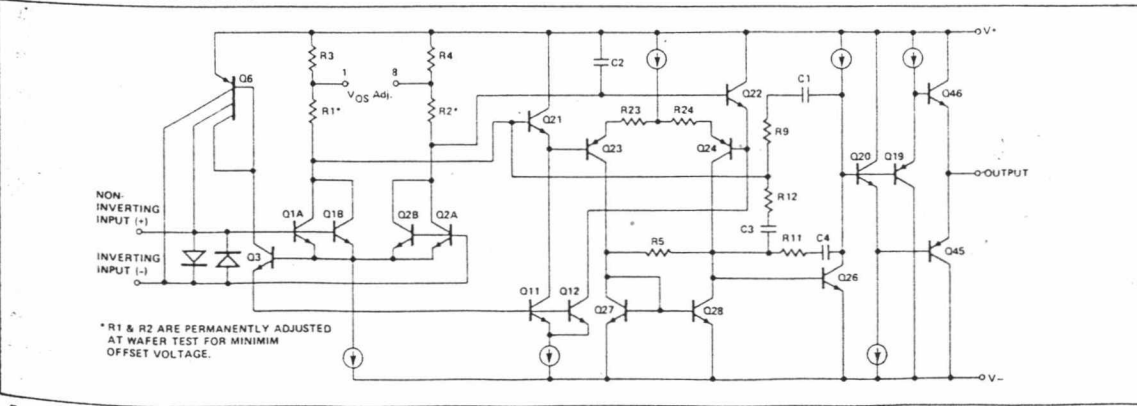 V+
R3
R4
Q6
1
8
VOS Adj.
C2
C1
R1*
R2*
Q21
R23
R24
Q22
Q46
R9
Q23
Q24
Q20
Q19
OUTPUT
NON-
INVERTING
INPUT (+)
Q1A
Q1B
Q2B
Q2A
R12
C3
R5
R11
C4
Q45
INVERTING
INPUT (-)
Q3
Q26
Q11
Q12
Q27
Q28
* R1 & R2 ARE PERMANENTLY ADJUSTED
AT WAFER TEST FOR MINIMIM
OFFSET VOLTAGE.
V-